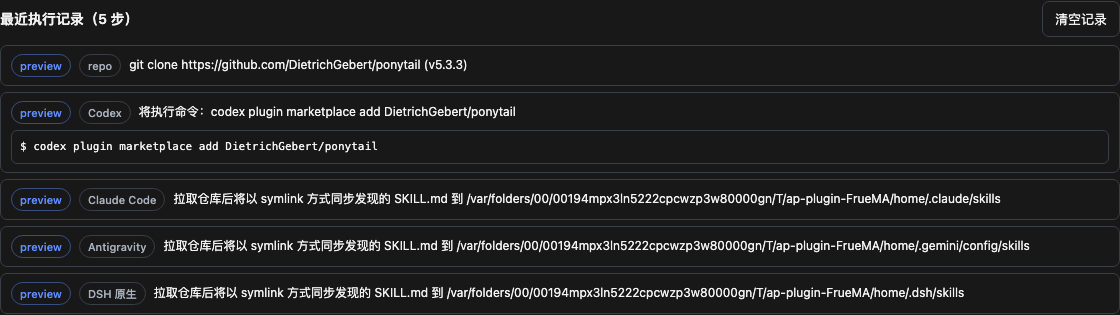 最近执行记录（5 步）
清空记录
preview repo git clone https://github.com/DietrichGebert/ponytail (v5.3.3)
preview Codex 将执行命令：codex plugin marketplace add DietrichGebert/ponytail
$ codex plugin marketplace add DietrichGebert/ponytail
preview Claude Code 拉取仓库后将以 symlink 方式同步发现的 SKILL.md 到 /var/folders/00/00194mpx3ln5222cpcwzp3w80000gn/T/ap-plugin-FrueMA/home/.claude/skills
preview Antigravity 拉取仓库后将以 symlink 方式同步发现的 SKILL.md 到 /var/folders/00/00194mpx3ln5222cpcwzp3w80000gn/T/ap-plugin-FrueMA/home/.gemini/config/skills
preview DSH 原生 拉取仓库后将以 symlink 方式同步发现的 SKILL.md 到 /var/folders/00/00194mpx3ln5222cpcwzp3w80000gn/T/ap-plugin-FrueMA/home/.dsh/skills